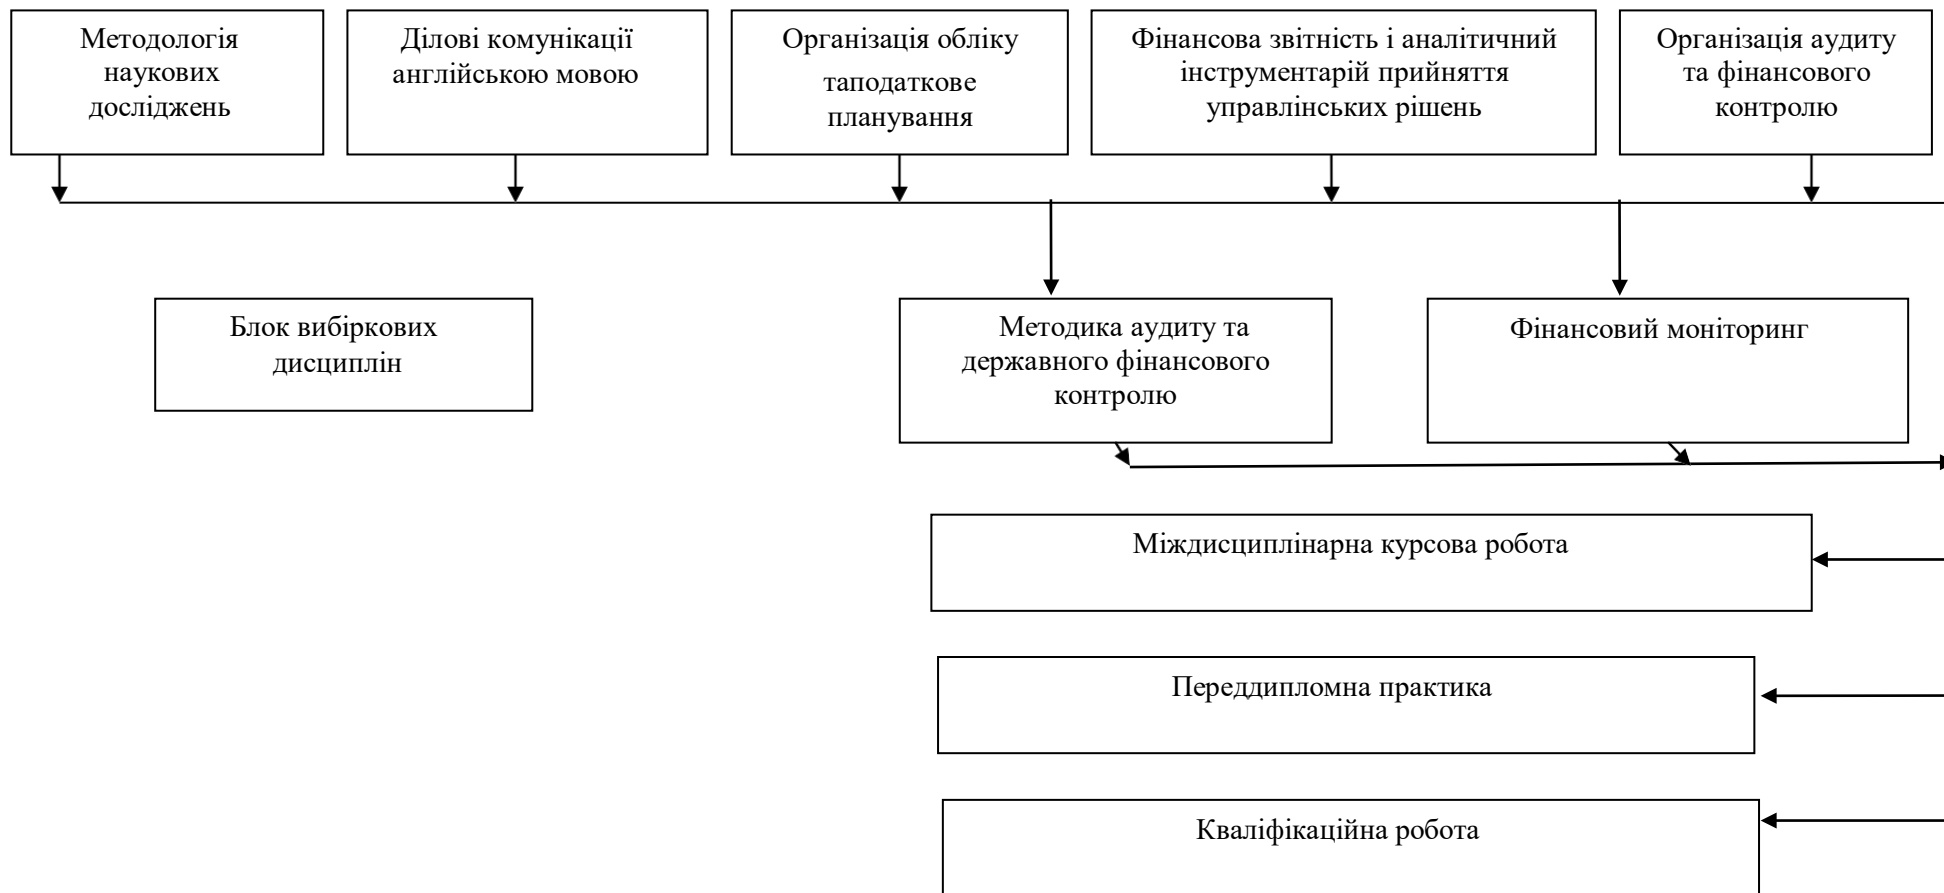 Методологія
наукових
досліджень
Ділові комунікації
англійською мовою
Організація обліку
таподаткове
планування
Фінансова звітність і аналітичний
інструментарій прийняття
управлінських рішень
Організація аудиту
та фінансового
контролю
Блок вибіркових
дисциплін
Методика аудиту та
державного фінансового
контролю
Фінансовий моніторинг
Міждисциплінарна курсова робота
Переддипломна практика
Кваліфікаційна робота